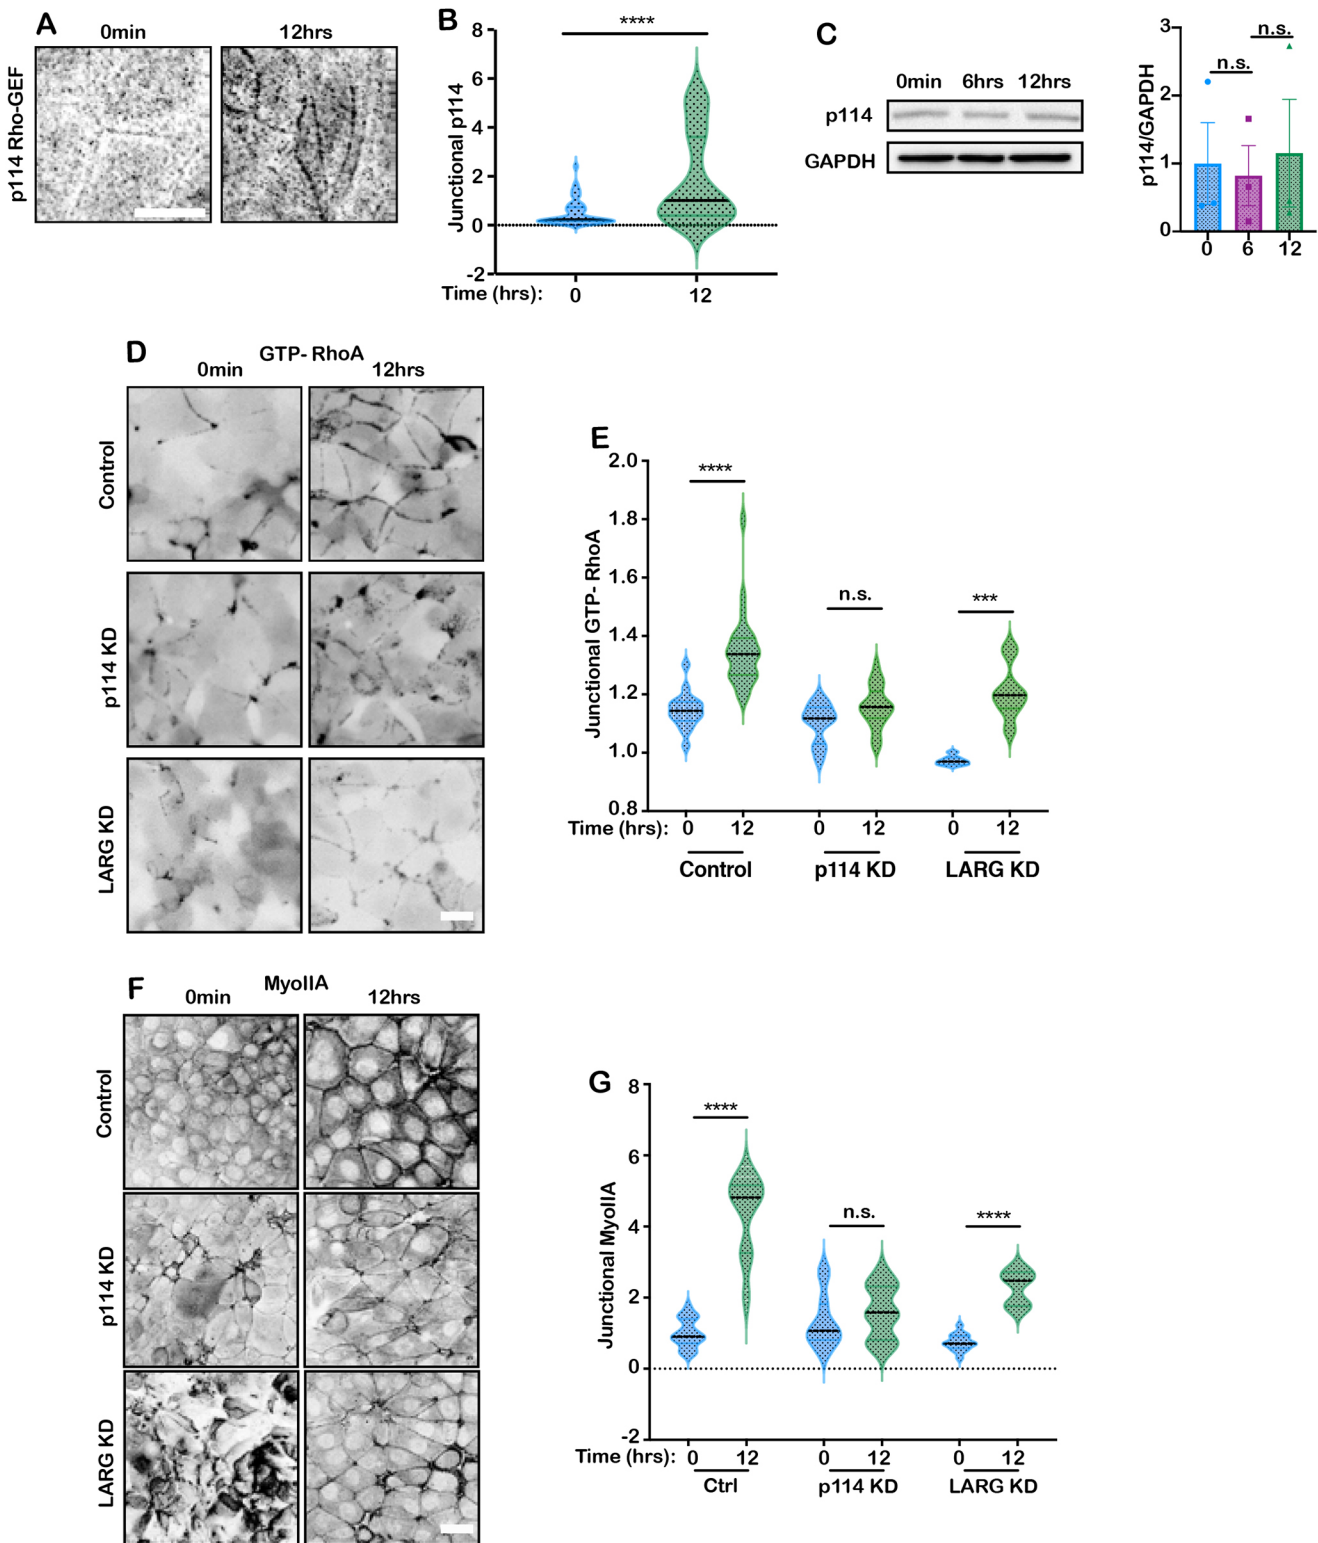 A
0min 12hrs
p114 Rho-GEF
B
****
Junctional p114
8
6
4
2
0
-2
Time (hrs): 0 12
C
0min 6hrs 12hrs
p114
GAPDH
p114/GAPDH
3
2
1
0
n.s.
n.s.
0 6 12
D
GTP- RhoA
0min 12hrs
Control
p114 KD
LARG KD
E
Junctional GTP- RhoA
2.0
1.8
1.6
1.4
1.2
1.0
0.8
**** n.s. ***
Time (hrs): 0 12 0 12 0 12
Control p114 KD LARG KD
F
MyoIIA
0min 12hrs
Control
p114 KD
LARG KD
G
Junctional MyoIIA
8
6
4
2
0
-2
**** n.s. ****
Time (hrs): 0 12 0 12 0 12
Ctrl p114 KD LARG KD